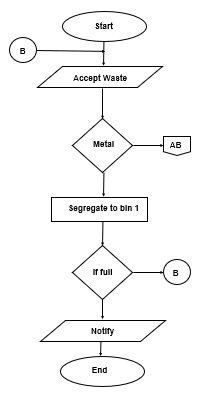 Start
B
Accept Waste
Metal
AB
Segregate to bin 1
If full
B
Notify
End